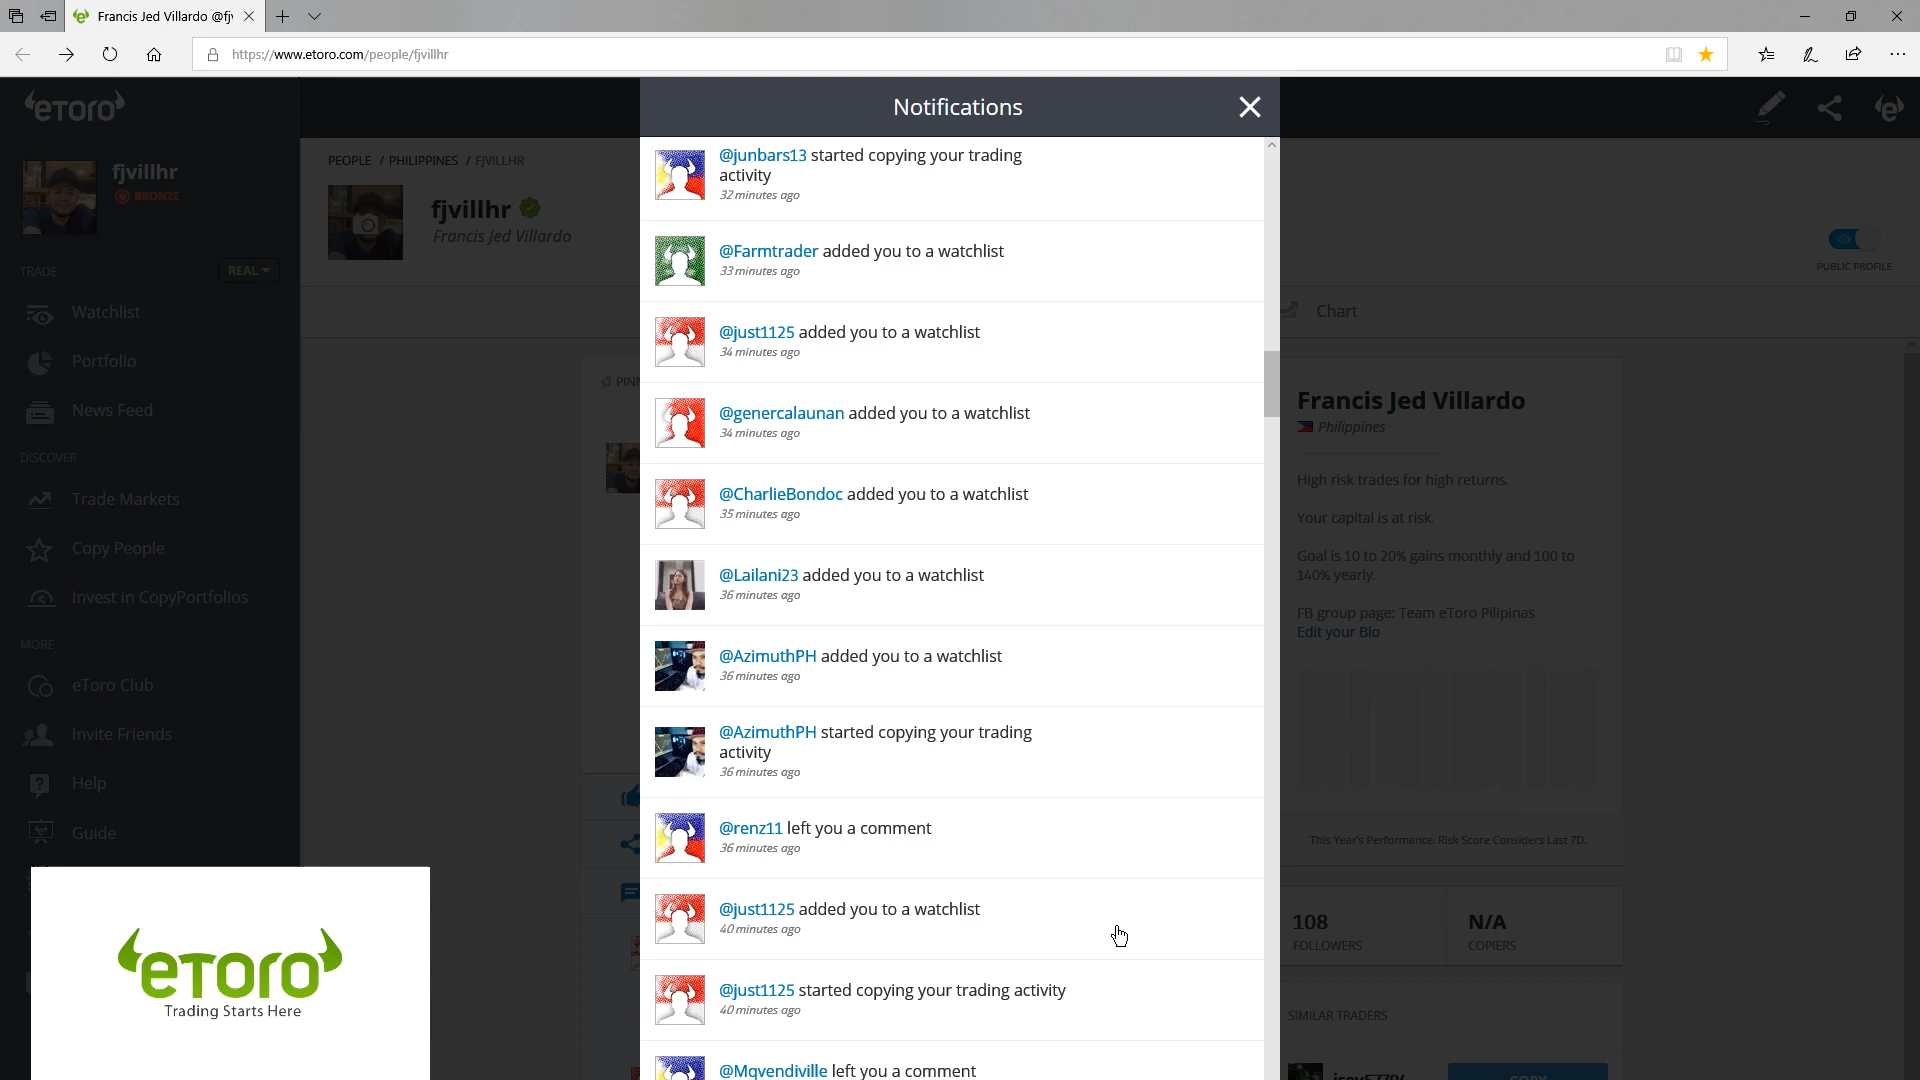 Francis Jed Villardo @fj
https://www.etoro.com/people/fjvillhr
eToro
Notifications
fjvillhr
BRONZE
PEOPLE / PHILIPPINES / FJVILLHR
fjvillhr
Francis Jed Villardo
PUBLIC PROFILE
TRADE
REAL
Watchlist
Portfolio
News Feed
DISCOVER
Trade Markets
Copy People
Invest in CopyPortfolios
MORE
eToro Club
Invite Friends
Help
Guide
eToro
Trading Starts Here
PINN
@junbars13 started copying your trading
activity
32 minutes ago
@Farmtrader added you to a watchlist
33 minutes ago
@just1125 added you to a watchlist
34 minutes ago
@genercalaunan added you to a watchlist
34 minutes ago
@CharlieBondoc added you to a watchlist
35 minutes ago
@Lailani23 added you to a watchlist
36 minutes ago
@AzimuthPH added you to a watchlist
36 minutes ago
@AzimuthPH started copying your trading
activity
36 minutes ago
@renz11 left you a comment
36 minutes ago
@just1125 added you to a watchlist
40 minutes ago
@just1125 started copying your trading activity
40 minutes ago
@Mqvendiville left you a comment
Chart
Francis Jed Villardo
Philippines
High risk trades for high returns.
Your capital is at risk.
Goal is 10 to 20% gains monthly and 100 to
140% yearly.
FB group page: Team eToro Pilipinas
Edit your Bio
This Year's Performance. Risk Score Considers Last 7D.
108
FOLLOWERS
N/A
COPIERS
SIMILAR TRADERS
COPY